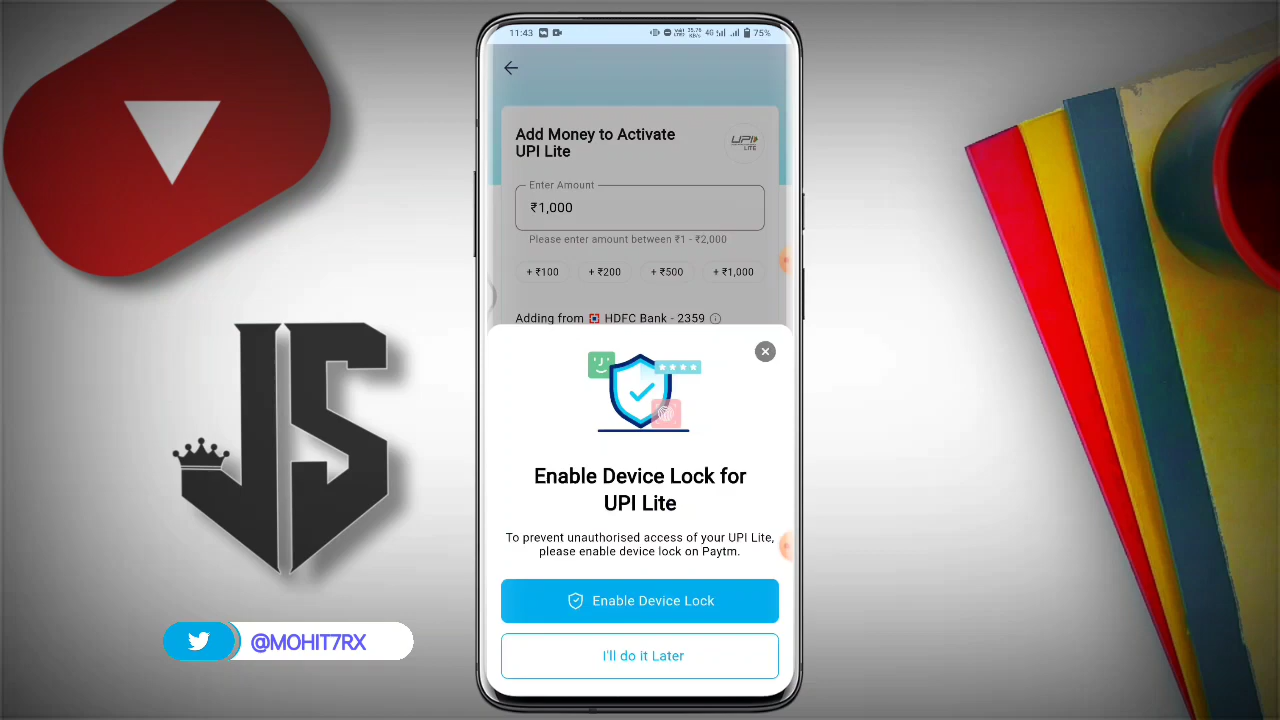 11:43
4G
75%
Add Money to Activate
UPI Lite
UPI
LITE
Enter Amount
₹1,000
Please enter amount between ₹1 - ₹2,000
+ ₹100
+ ₹200
+ ₹500
+ ₹1,000
Adding from HDFC Bank - 2359
Enable Device Lock for
UPI Lite
To prevent unauthorised access of your UPI Lite,
please enable device lock on Paytm.
Enable Device Lock
I'll do it Later
JS
@MOHIT7RX